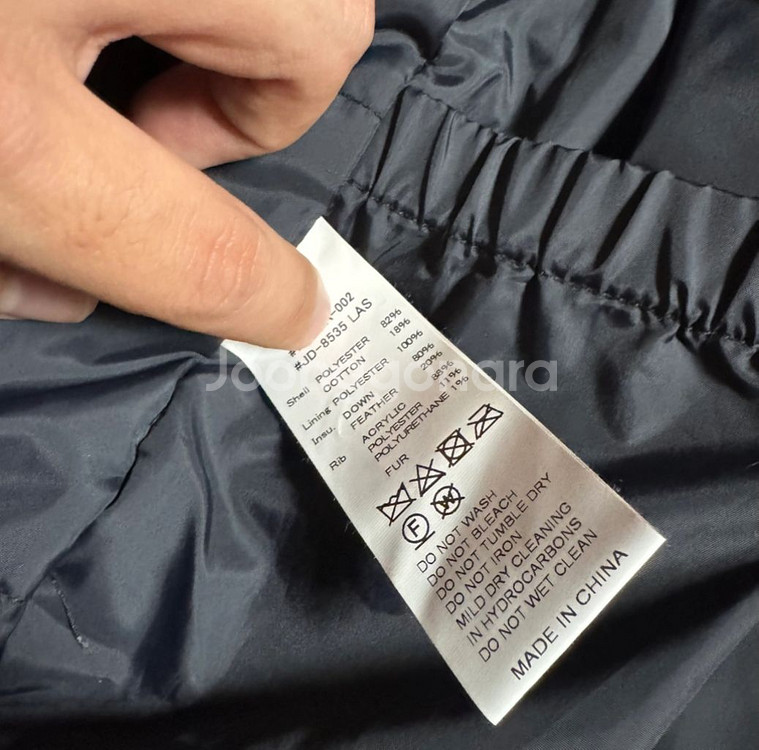 -002
#JD-8535 LAS
Shell POLYESTER 82%
COTTON 18%
Lining POLYESTER 100%
Insu. DOWN 80%
FEATHER 20%
Rib ACRYLIC 88%
POLYESTER 11%
POLYURETHANE 1%
FUR
F
W
DO NOT WASH
DO NOT BLEACH
DO NOT TUMBLE DRY
DO NOT IRON
MILD DRY CLEANING
IN HYDROCARBONS
DO NOT WET CLEAN
MADE IN CHINA